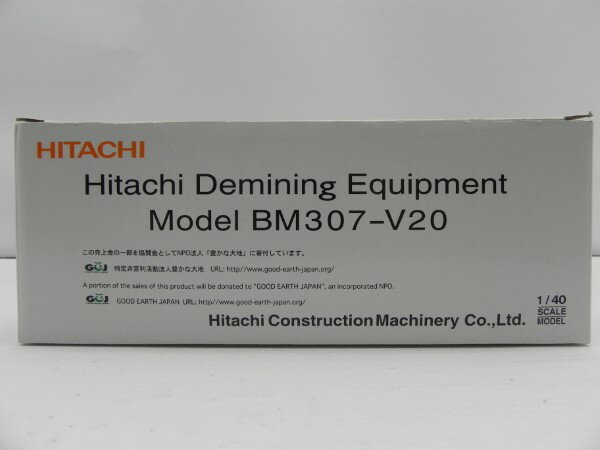 HITACHI
Hitachi Demining Equipment
Model BM307-V20
この売上金の一部を協賛金としてNPO法人「豊かな大地」に寄付しています。
GEJ 特定非営利活動法人豊かな大地 URL: http//www.good-earth-japan.org/
A portion of the sales of this product will be donated to "GOOD EARTH JAPAN", an incorporated NPO.
GEJ GOOD EARTH JAPAN URL: http//www.good-earth-japan.org/
Hitachi Construction Machinery Co.,Ltd.
1/40
SCALE
MODEL